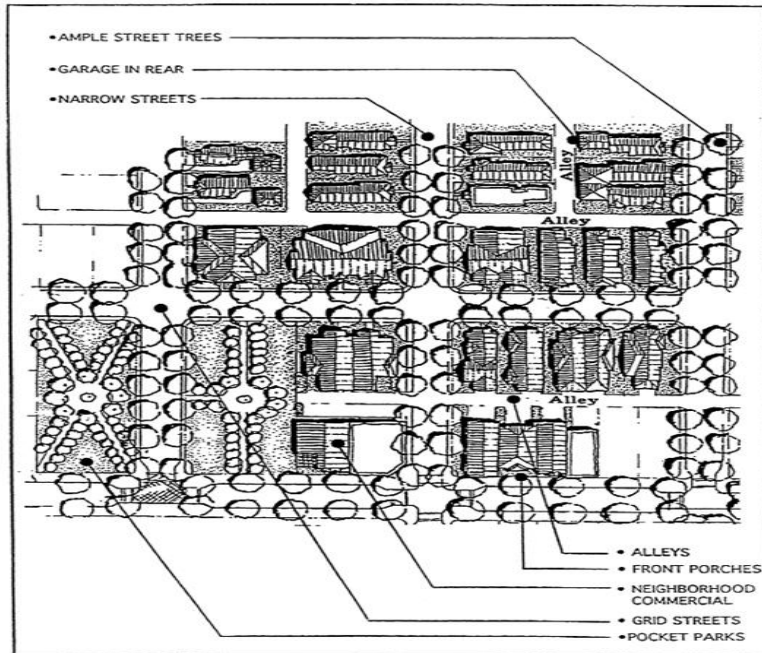 •AMPLE STREET TREES
•GARAGE IN REAR
•NARROW STREETS
Alley
Alley
Alley
• ALLEYS
• FRONT PORCHES
• NEIGHBORHOOD
COMMERCIAL
• GRID STREETS
•POCKET PARKS